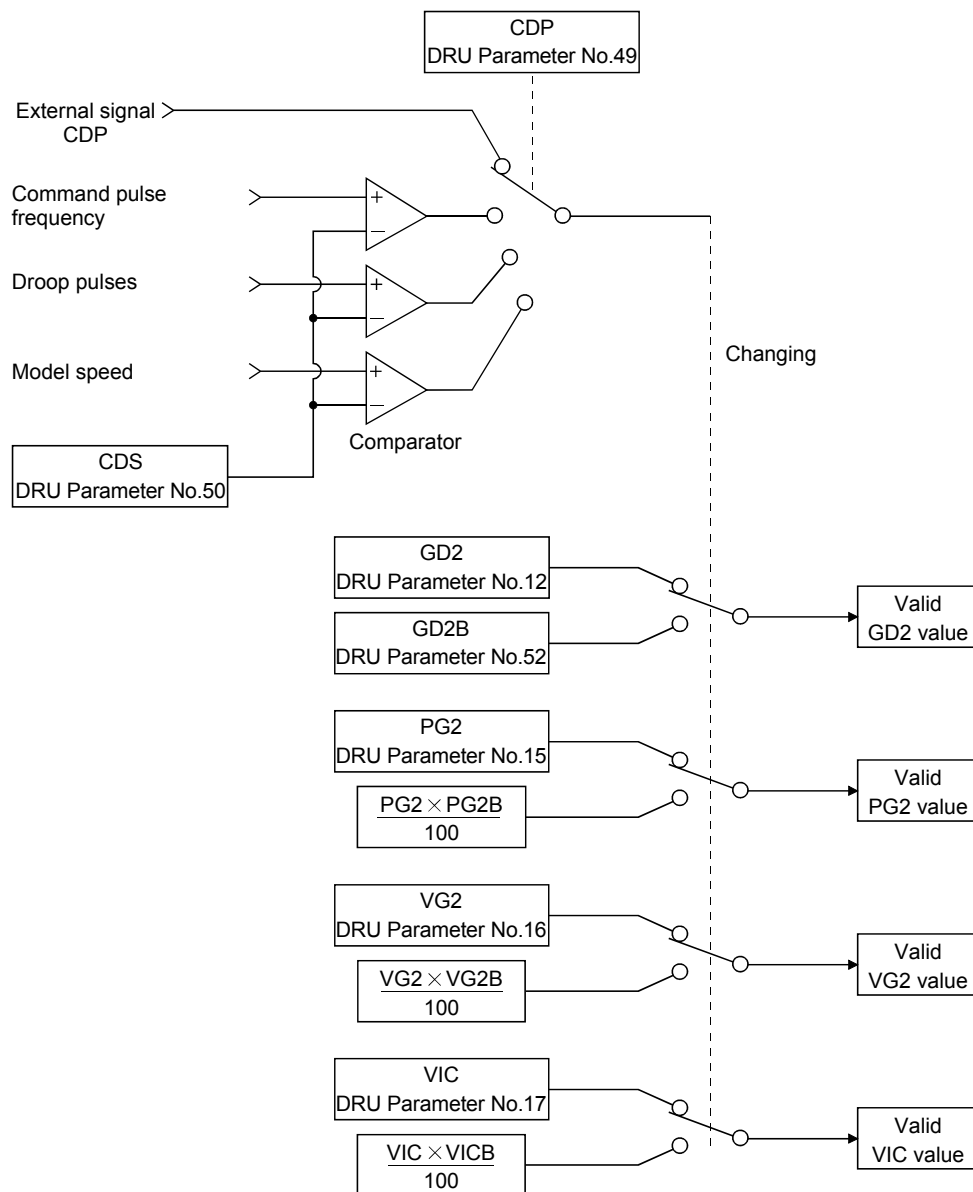 CDP
DRU Parameter No.49
External signal
CDP
Command pulse
frequency
+
−
Droop pulses
+
−
Model speed
+
−
Changing
Comparator
CDS
DRU Parameter No.50
GD2
DRU Parameter No.12
Valid
GD2 value
GD2B
DRU Parameter No.52
PG2
DRU Parameter No.15
Valid
PG2 value
PG2 × PG2B
100
VG2
DRU Parameter No.16
Valid
VG2 value
VG2 × VG2B
100
VIC
DRU Parameter No.17
Valid
VIC value
VIC × VICB
100